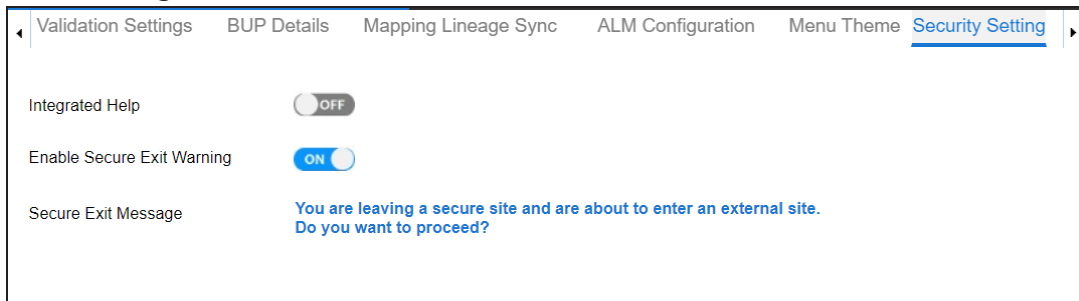 Validation Settings BUP Details Mapping Lineage Sync ALM Configuration Menu Theme Security Setting
Integrated Help OFF
Enable Secure Exit Warning ON
Secure Exit Message You are leaving a secure site and are about to enter an external site.
Do you want to proceed?